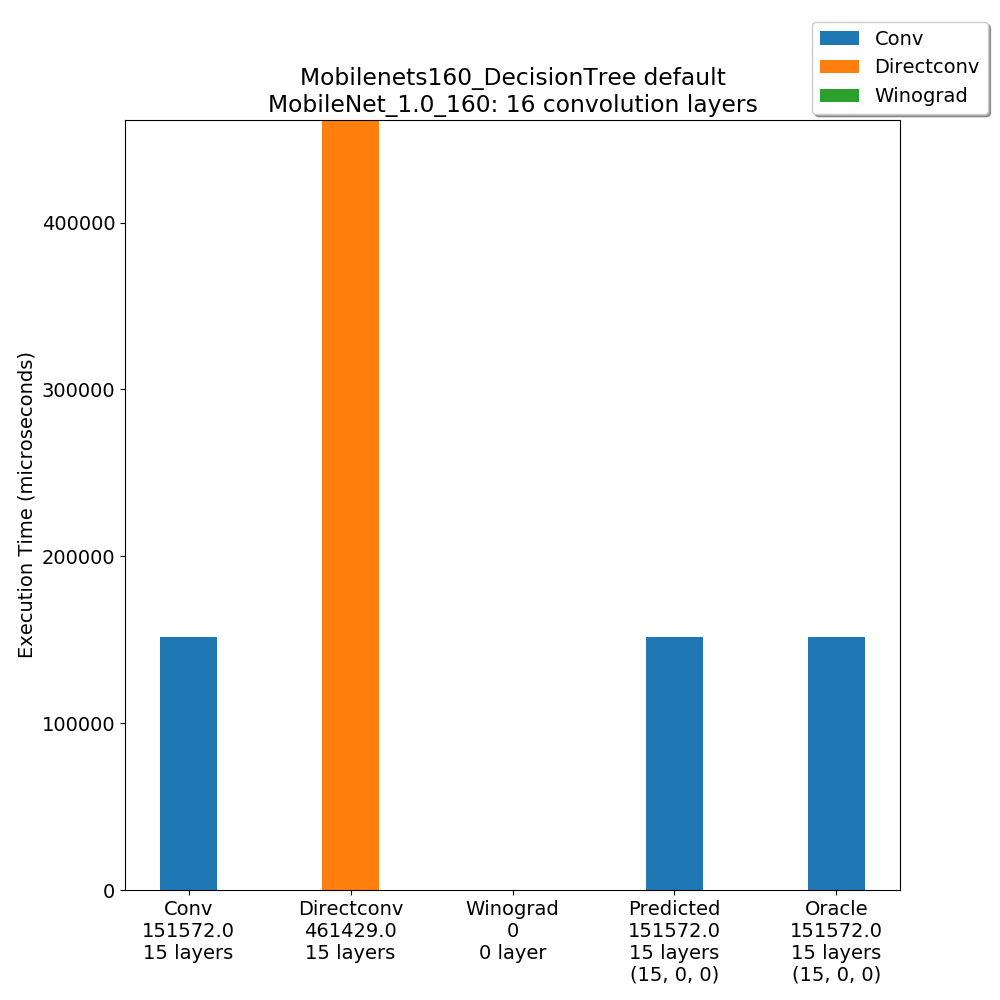 Conv
Directconv
Winograd
Mobilenets160_DecisionTree default
MobileNet_1.0_160: 16 convolution layers
Execution Time (microseconds)
400000
300000
200000
100000
0
Conv
151572.0
15 layers
Directconv
461429.0
15 layers
Winograd
0
0 layer
Predicted
151572.0
15 layers
(15, 0, 0)
Oracle
151572.0
15 layers
(15, 0, 0)